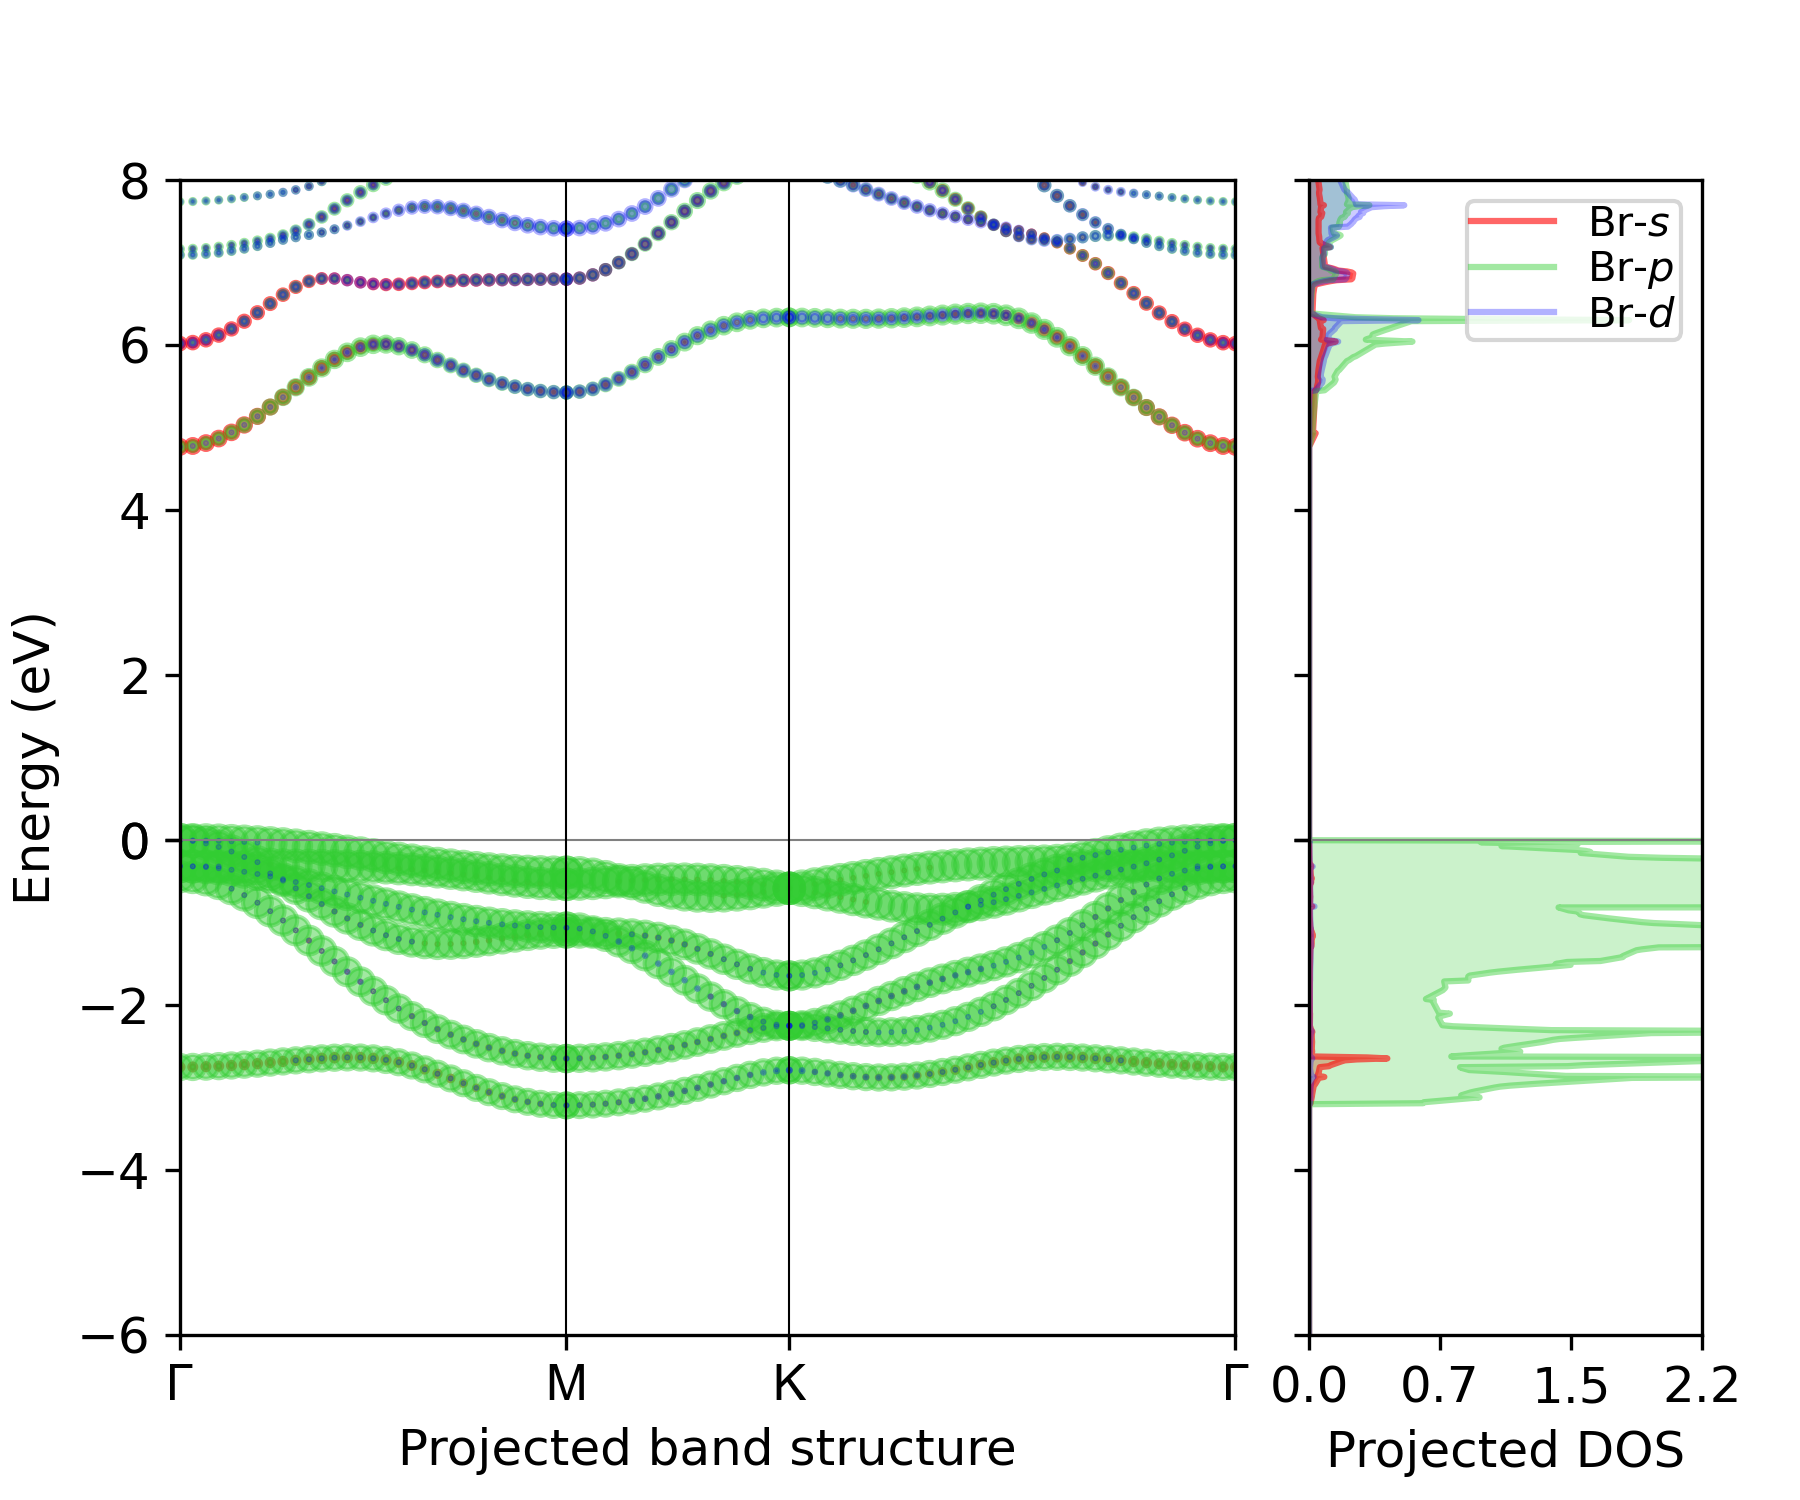 8
6
4
2
0
−2
−4
−6
Energy (eV)
Γ M K Γ
Projected band structure
Br-s
Br-p
Br-d
0.0 0.7 1.5 2.2
Projected DOS